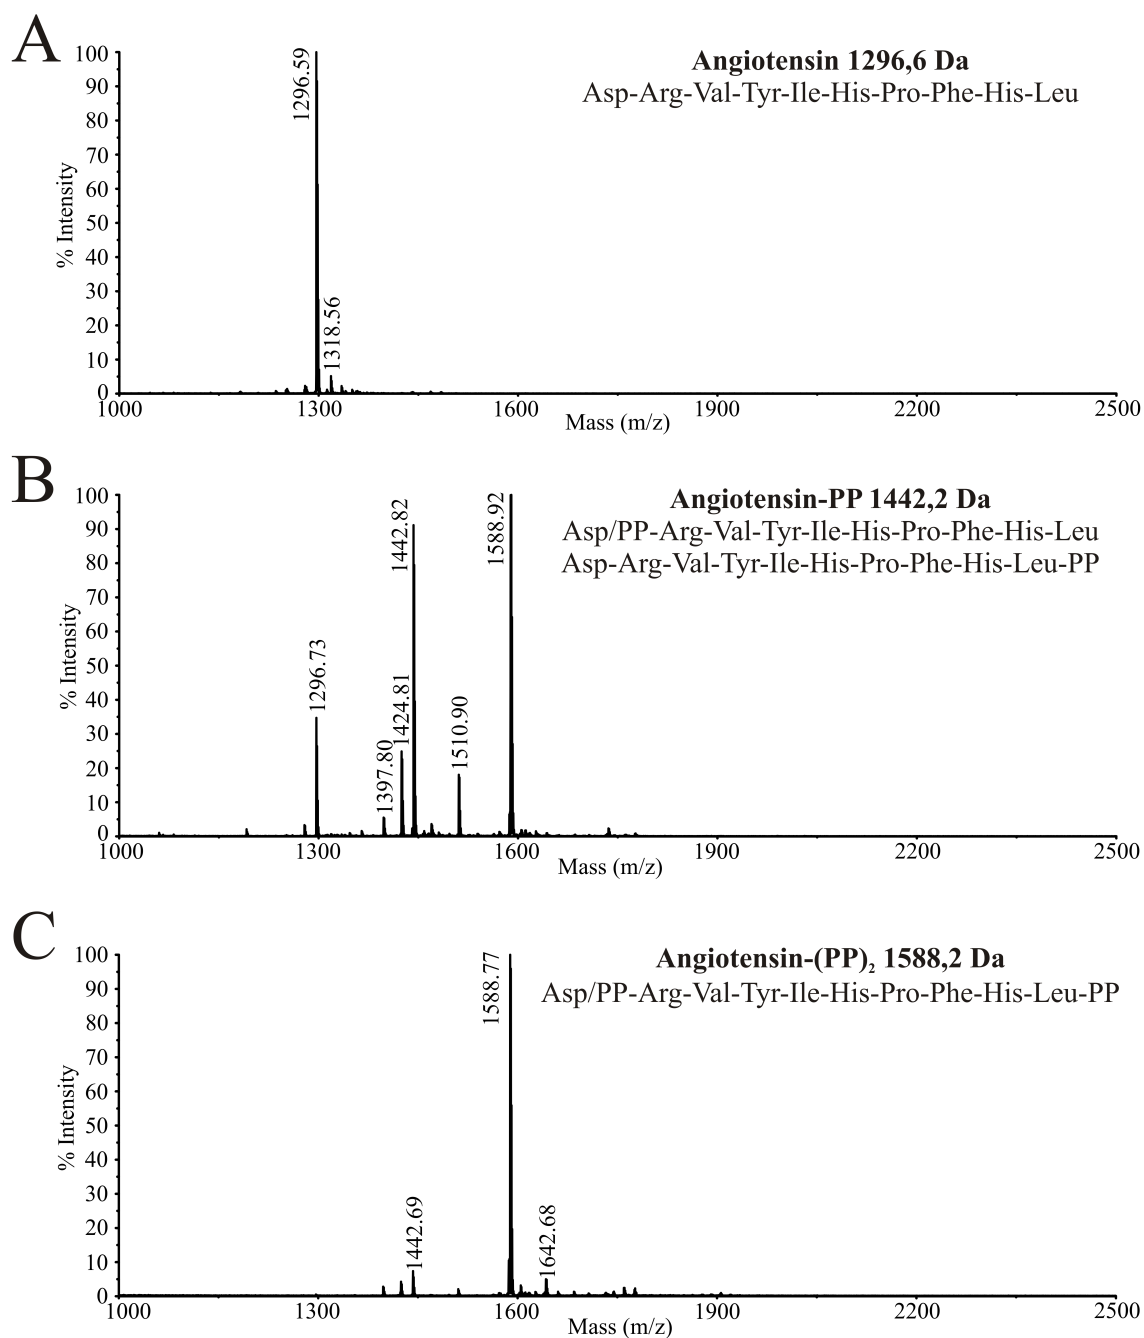 A
Angiotensin 1296,6 Da
Asp-Arg-Val-Tyr-Ile-His-Pro-Phe-His-Leu
% Intensity
100
90
80
70
60
50
40
30
20
10
0
1296.59
1318.56
1000 1300 1600 1900 2200 2500
Mass (m/z)
B
Angiotensin-PP 1442,2 Da
Asp/PP-Arg-Val-Tyr-Ile-His-Pro-Phe-His-Leu
Asp-Arg-Val-Tyr-Ile-His-Pro-Phe-His-Leu-PP
% Intensity
100
90
80
70
60
50
40
30
20
10
0
1296.73
1397.80
1424.81
1442.82
1510.90
1588.92
1000 1300 1600 1900 2200 2500
Mass (m/z)
C
Angiotensin-(PP)₂ 1588,2 Da
Asp/PP-Arg-Val-Tyr-Ile-His-Pro-Phe-His-Leu-PP
% Intensity
100
90
80
70
60
50
40
30
20
10
0
1442.69
1588.77
1642.68
1000 1300 1600 1900 2200 2500
Mass (m/z)